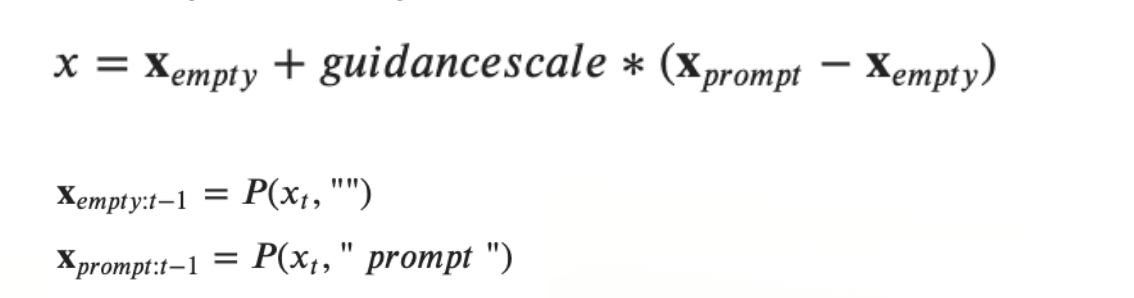 x = x_empty + guidancescale * (x_prompt − x_empty)
x_empty:t−1 = P(x_t, "")
x_prompt:t−1 = P(x_t, " prompt ")